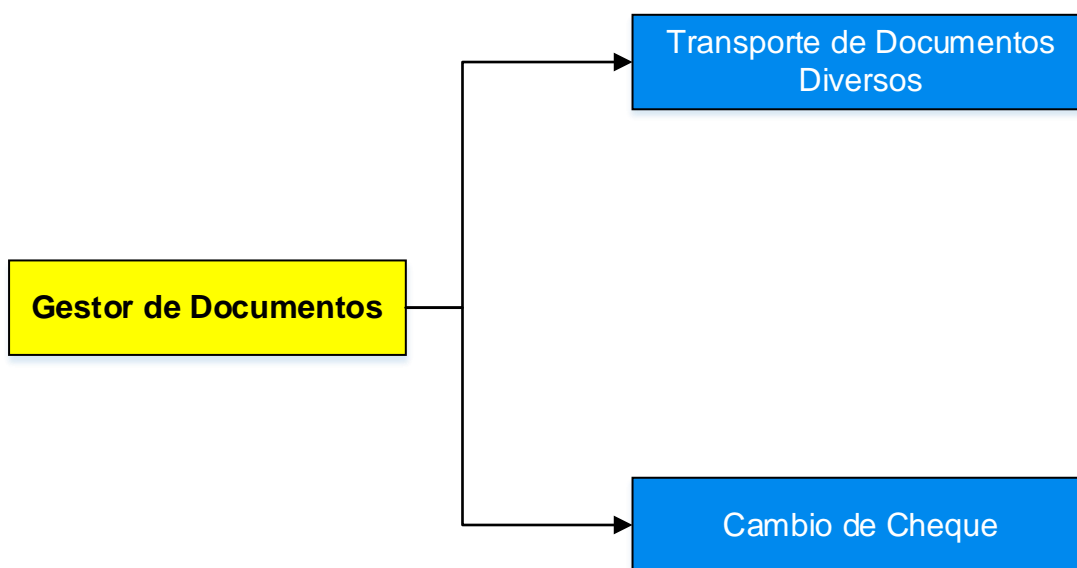 Transporte de Documentos
Diversos
Gestor de Documentos
Cambio de Cheque